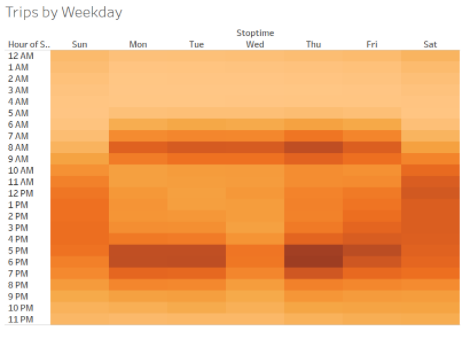 Trips by Weekday
Stoptime
Hour of S.. Sun Mon Tue Wed Thu Fri Sat
12 AM
1 AM
2 AM
3 AM
4 AM
5 AM
6 AM
7 AM
8 AM
9 AM
10 AM
11 AM
12 PM
1 PM
2 PM
3 PM
4 PM
5 PM
6 PM
7 PM
8 PM
9 PM
10 PM
11 PM